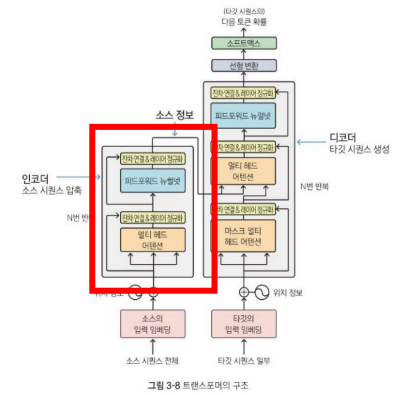 (타깃 시퀀스의)
다음 토큰 확률
소프트맥스
선형 변환
잔차 연결 & 레이어 정규화
피드포워드 뉴럴넷
소스 정보
디코더
타깃 시퀀스 생성
잔차 연결 & 레이어 정규화
잔차 연결 & 레이어 정규화
멀티 헤드
어텐션
인코더
소스 시퀀스 압축
피드포워드 뉴럴넷
N번 반복
N번 반
잔차 연결 & 레이어 정규화
잔차 연결 & 레이어 정규화
멀티 헤드
어텐션
마스크 멀티
헤드 어텐션
위치 정보
위치 정보
소스의
입력 임베딩
타깃의
입력 임베딩
소스 시퀀스 전체
타깃 시퀀스 일부
그림 3-8 트랜스포머의 구조